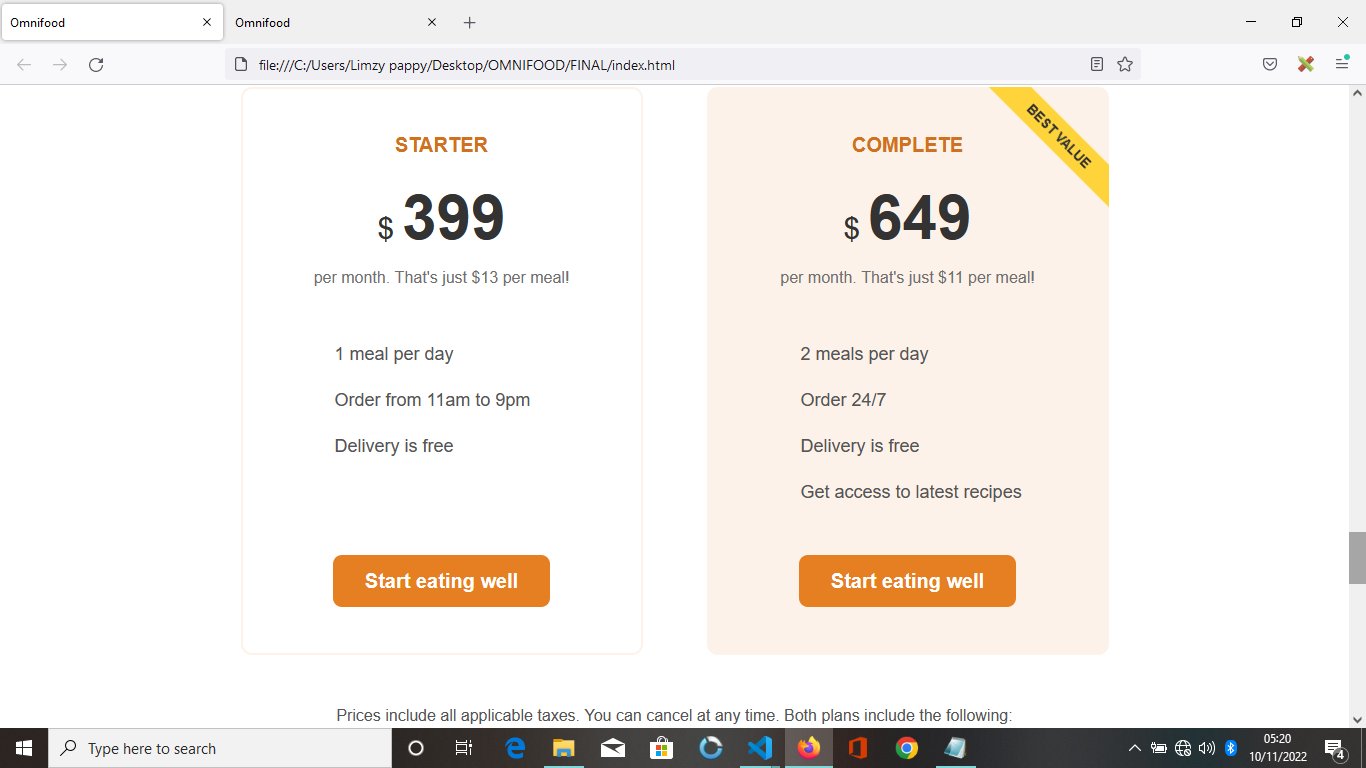 Omnifood
Omnifood
file:///C:/Users/Limzy pappy/Desktop/OMNIFOOD/FINAL/index.html
STARTER
$ 399
per month. That's just $13 per meal!
1 meal per day
Order from 11am to 9pm
Delivery is free
Start eating well
BEST VALUE
COMPLETE
$ 649
per month. That's just $11 per meal!
2 meals per day
Order 24/7
Delivery is free
Get access to latest recipes
Start eating well
Prices include all applicable taxes. You can cancel at any time. Both plans include the following:
Type here to search
05:20
10/11/2022
4